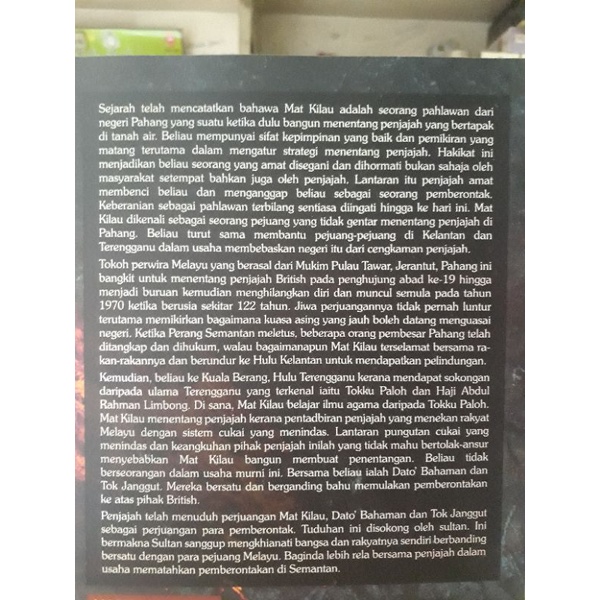 Sejarah telah mencatatkan bahawa Mat Kilau adalah seorang pahlawan dari
negeri Pahang yang suatu ketika dulu bangun menentang penjajah yang bertapak
di tanah air. Beliau mempunyai sifat kepimpinan yang baik dan pemikiran yang
matang terutama dalam mengatur strategi menentang penjajah. Hakikat ini
menjadikan beliau seorang yang amat disegani dan dihormati bukan sahaja oleh
masyarakat setempat bahkan juga oleh penjajah. Lantaran itu penjajah amat
membenci beliau dan menganggap beliau sebagai seorang pemberontak.
Keberanian sebagai pahlawan terbilang sentiasa diingati hingga ke hari ini. Mat
Kilau dikenali sebagai seorang pejuang yang tidak gentar menentang penjajah di
Pahang. Beliau turut sama membantu pejuang-pejuang di Kelantan dan
Terengganu dalam usaha membebaskan negeri itu dari cengkaman penjajah.
Tokoh perwira Melayu yang berasal dari Mukim Pulau Tawar, Jerantut, Pahang ini
bangkit untuk menentang penjajah British pada penghujung abad ke-19 hingga
menjadi buruan kemudian menghilangkan diri dan muncul semula pada tahun
1970 ketika berusia sekitar 122 tahun. Jiwa perjuangannya tidak pernah luntur
terutama memikirkan bagaimana kuasa asing yang jauh boleh datang menguasai
negeri. Ketika Perang Semantan meletus, beberapa orang pembesar Pahang telah
ditangkap dan dihukum, walau bagaimanapun Mat Kilau terselamat bersama ra-
kan-rakannya dan berundur ke Hulu Kelantan untuk mendapatkan pelindungan.
Kemudian, beliau ke Kuala Berang, Hulu Terengganu kerana mendapat sokongan
daripada ulama Terengganu yang terkenal iaitu Tokku Paloh dan Haji Abdul
Rahman Limbong. Di sana, Mat Kilau belajar ilmu agama daripada Tokku Paloh.
Mat Kilau menentang penjajah kerana pentadbiran penjajah yang menekan rakyat
Melayu dengan sistem cukai yang menindas. Lantaran pungutan cukai yang
menindas dan keangkuhan pihak penjajah inilah yang tidak mahu bertolak-ansur
menyebabkan Mat Kilau bangun membuat penentangan. Beliau tidak
berseorangan dalam usaha murni ini. Bersama beliau ialah Dato' Bahaman dan
Tok Janggut. Mereka bersatu dan berganding bahu memulakan pemberontakan
ke atas pihak British.
Penjajah telah menuduh perjuangan Mat Kilau, Dato' Bahaman dan Tok Janggut
sebagai perjuangan para pemberontak. Tuduhan ini disokong oleh sultan. Ini
bermakna Sultan sanggup mengkhianati bangsa dan rakyatnya sendiri berbanding
bersatu dengan para pejuang Melayu. Baginda lebih rela bersama penjajah dalam
usaha mematahkan pemberontakan di Semantan.